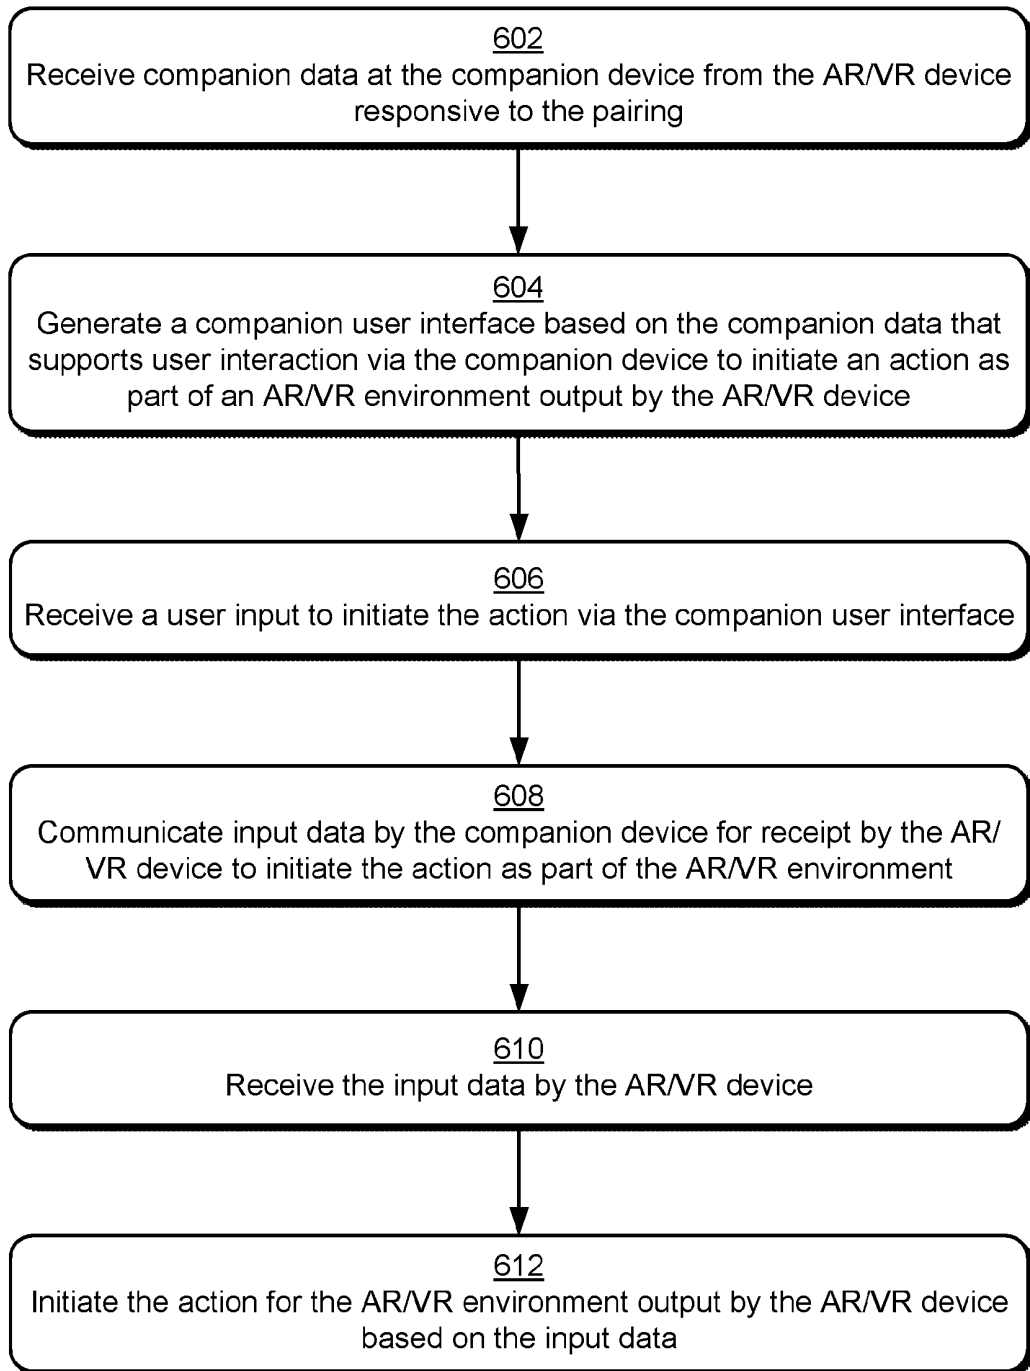 602
Receive companion data at the companion device from the AR/VR device
responsive to the pairing
604
Generate a companion user interface based on the companion data that
supports user interaction via the companion device to initiate an action as
part of an AR/VR environment output by the AR/VR device
606
Receive a user input to initiate the action via the companion user interface
608
Communicate input data by the companion device for receipt by the AR/
VR device to initiate the action as part of the AR/VR environment
610
Receive the input data by the AR/VR device
612
Initiate the action for the AR/VR environment output by the AR/VR device
based on the input data